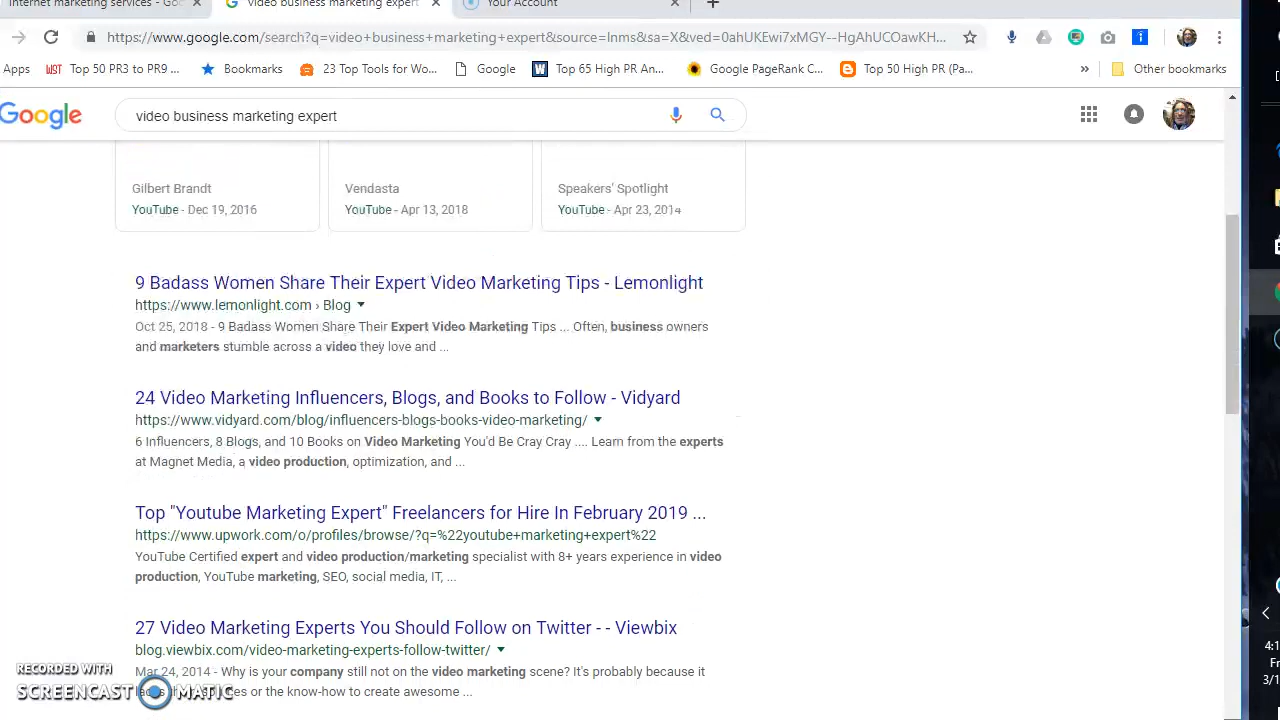 Internet marketing services - Goo
video business marketing expert
Your Account
https://www.google.com/search?q=video+business+marketing+expert&source=lnms&sa=X&ved=0ahUKEwi7xMGY--HgAhUCOawKH...
Apps
Top 50 PR3 to PR9 ...
Bookmarks
23 Top Tools for Wo...
Google
Top 65 High PR An...
Google PageRank C...
Top 50 High PR (Pa...
»
Other bookmarks
Google
video business marketing expert
Gilbert Brandt
YouTube - Dec 19, 2016
Vendasta
YouTube - Apr 13, 2018
Speakers' Spotlight
YouTube - Apr 23, 2014
9 Badass Women Share Their Expert Video Marketing Tips - Lemonlight
https://www.lemonlight.com › Blog
Oct 25, 2018 - 9 Badass Women Share Their Expert Video Marketing Tips ... Often, business owners
and marketers stumble across a video they love and ...
24 Video Marketing Influencers, Blogs, and Books to Follow - Vidyard
https://www.vidyard.com/blog/influencers-blogs-books-video-marketing/
6 Influencers, 8 Blogs, and 10 Books on Video Marketing You'd Be Cray Cray .... Learn from the experts
at Magnet Media, a video production, optimization, and ...
Top "Youtube Marketing Expert" Freelancers for Hire In February 2019 ...
https://www.upwork.com/o/profiles/browse/?q=%22youtube+marketing+expert%22
YouTube Certified expert and video production/marketing specialist with 8+ years experience in video
production, YouTube marketing, SEO, social media, IT, ...
27 Video Marketing Experts You Should Follow on Twitter - - Viewbix
blog.viewbix.com/video-marketing-experts-follow-twitter/
Mar 24, 2014 - Why is your company still not on the video marketing scene? It's probably because it
or the know-how to create awesome ...
RECORDED WITH
SCREENCAST MATIC
4:1
Fr
3/1